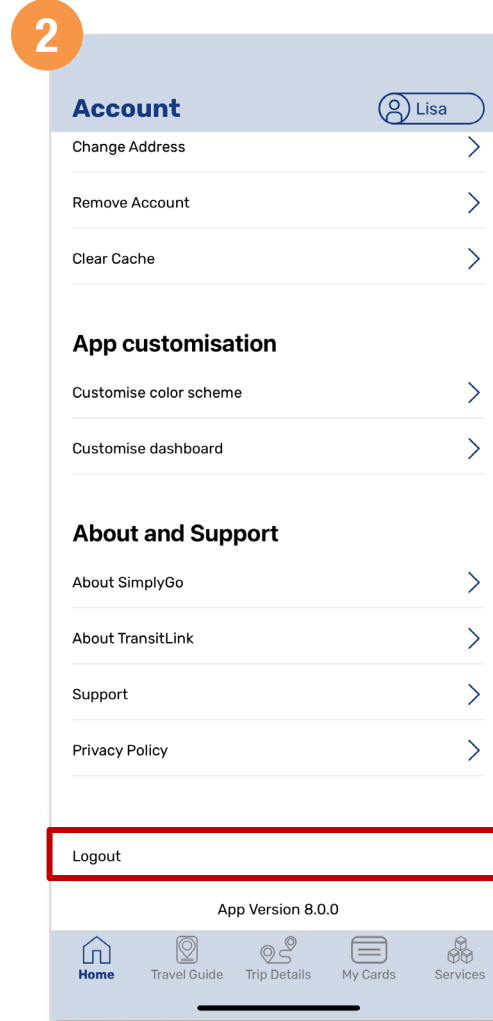 2
Account
Lisa
Change Address
Remove Account
Clear Cache
App customisation
Customise color scheme
Customise dashboard
About and Support
About SimplyGo
About TransitLink
Support
Privacy Policy
Logout
App Version 8.0.0
Home Travel Guide Trip Details My Cards Services